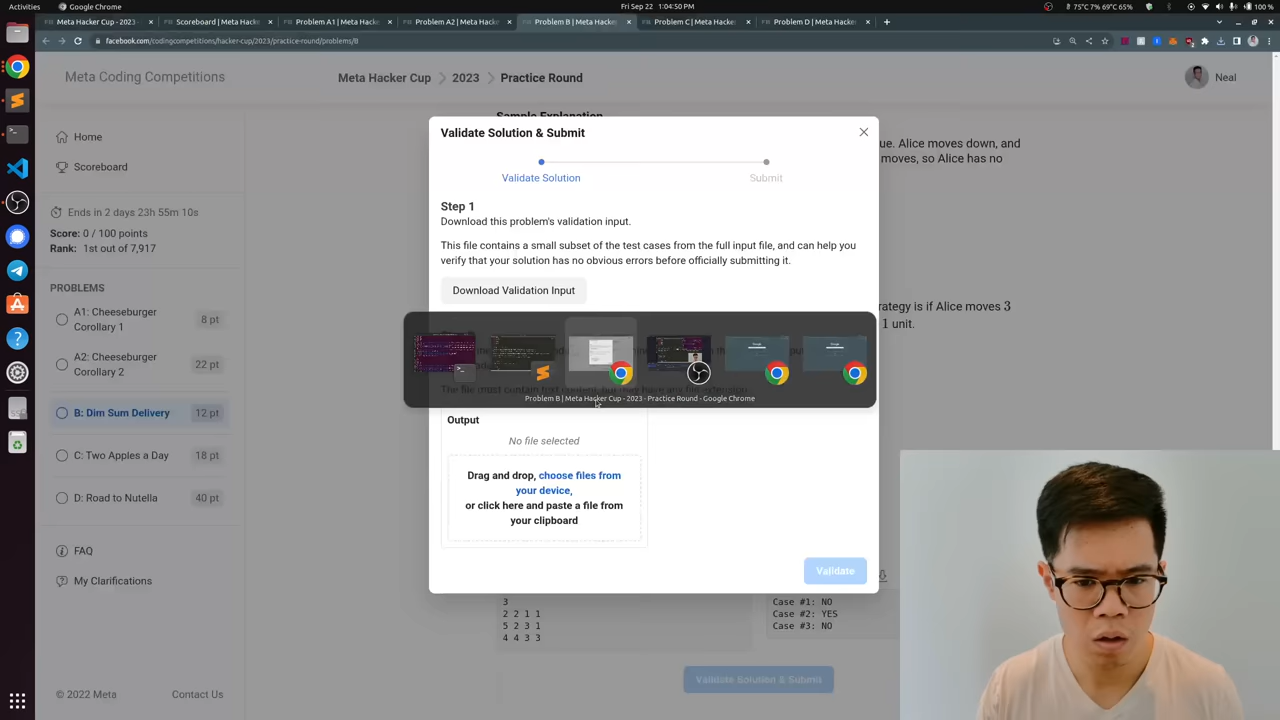 Activities
Google Chrome
Fri Sep 22 1:04:50 PM
75°C 7% 69°C 65%
100 %
Meta Hacker Cup - 2023 -
Scoreboard | Meta Hacke
Problem A1 | Meta Hacke
Problem A2 | Meta Hacke
Problem B | Meta Hacker
Problem C | Meta Hacker
Problem D | Meta Hacker
facebook.com/codingcompetitions/hacker-cup/2023/practice-round/problems/B
Meta Coding Competitions
Meta Hacker Cup
2023
Practice Round
Neal
Home
Scoreboard
Ends in 2 days 23h 55m 10s
Score: 0 / 100 points
Rank: 1st out of 7,917
PROBLEMS
A1: Cheeseburger
Corollary 1
8 pt
A2: Cheeseburger
Corollary 2
22 pt
B: Dim Sum Delivery
12 pt
C: Two Apples a Day
18 pt
D: Road to Nutella
40 pt
FAQ
My Clarifications
© 2022 Meta
Contact Us
Sample Explanation
ue. Alice moves down, and
moves, so Alice has no
rategy is if Alice moves 3
1 unit.
Validate Solution & Submit
Validate Solution
Submit
Step 1
Download this problem's validation input.
This file contains a small subset of the test cases from the full input file, and can help you
verify that your solution has no obvious errors before officially submitting it.
Download Validation Input
Problem B | Meta Hacker Cup - 2023 - Practice Round - Google Chrome
Output
No file selected
Drag and drop, choose files from
your device,
or click here and paste a file from
your clipboard
Validate
3
2 2 1 1
5 2 3 1
4 4 3 3
Case #1: NO
Case #2: YES
Case #3: NO
Validate Solution & Submit